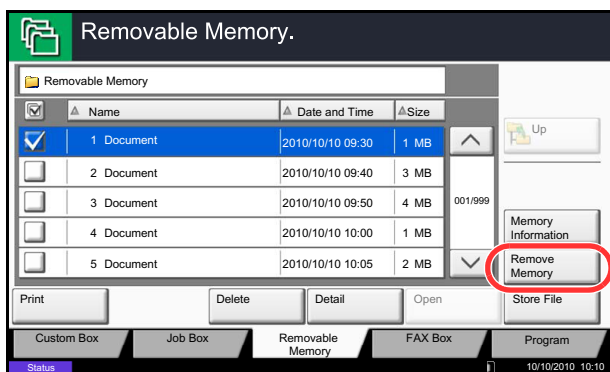 Removable Memory.
Removable Memory
Name Date and Time Size
1 Document 2010/10/10 09:30 1 MB
2 Document 2010/10/10 09:40 3 MB
3 Document 2010/10/10 09:50 4 MB
4 Document 2010/10/10 10:00 1 MB
5 Document 2010/10/10 10:05 2 MB
001/999
Up
Memory
Information
Remove
Memory
Print Delete Detail Open Store File
Custom Box Job Box Removable
Memory FAX Box Program
Status 10/10/2010 10:10